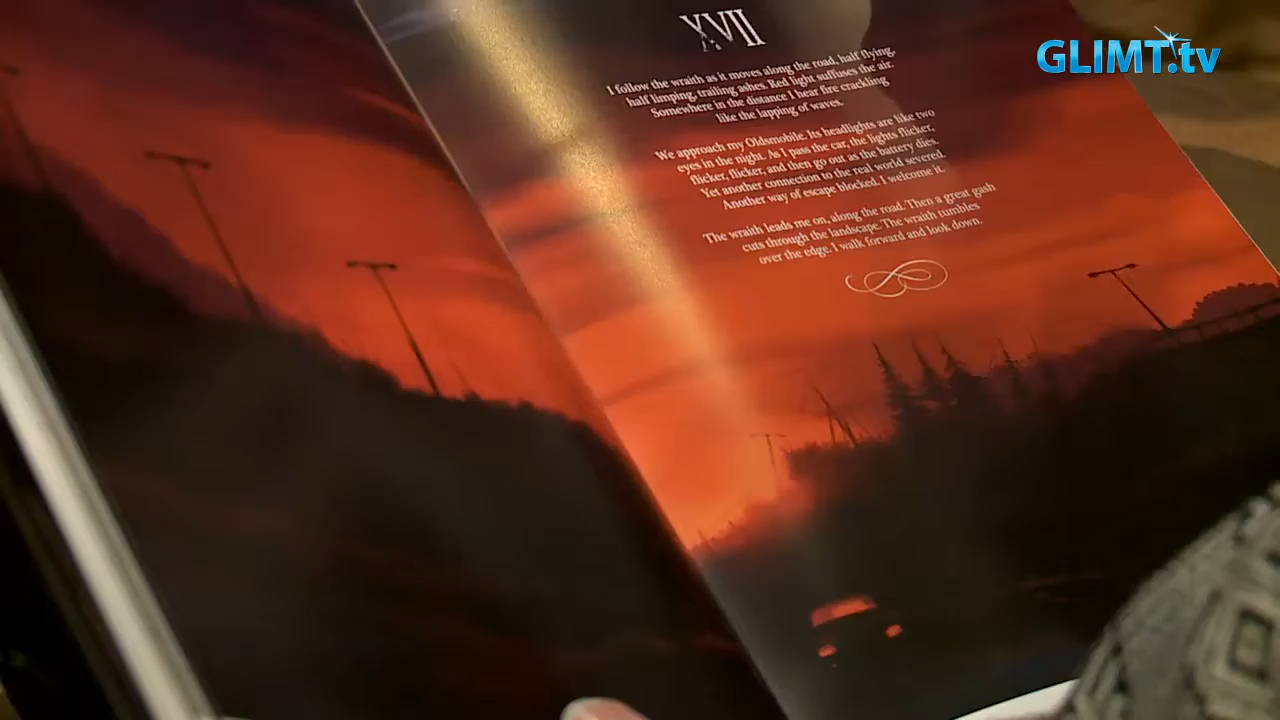 GLIMT.tv
XVII
I follow the wraith as it moves along the road, half flying,
half limping, trailing ashes. Red light suffuses the air.
Somewhere in the distance I hear fire crackling
like the lapping of waves.
We approach my Oldsmobile. Its headlights are like two
eyes in the night. As I pass the car, the lights flicker,
flicker, flicker, and then go out as the battery dies.
Yet another connection to the real world severed.
Another way of escape blocked. I welcome it.
The wraith leads me on, along the road. Then a great gash
cuts through the landscape. The wraith tumbles
over the edge. I walk forward and look down.